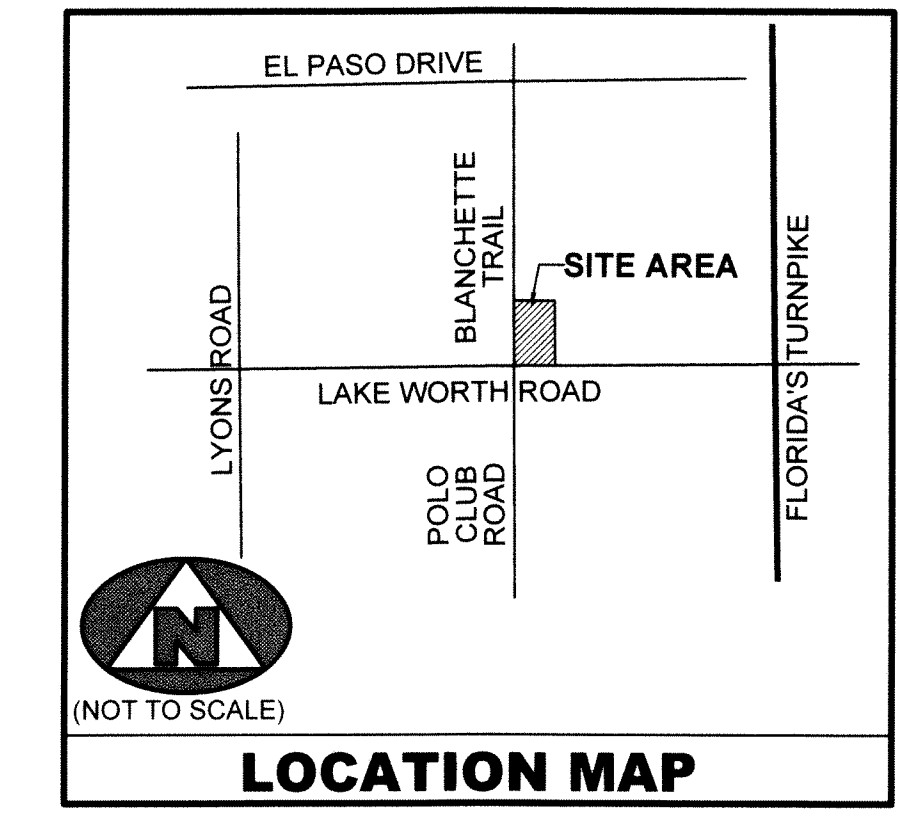 EL PASO DRIVE
BLANCHETTE
TRAIL
SITE AREA
FLORIDA'S TURNPIKE
LYONS ROAD
LAKE WORTH ROAD
POLO
CLUB
ROAD
N
(NOT TO SCALE)
LOCATION MAP